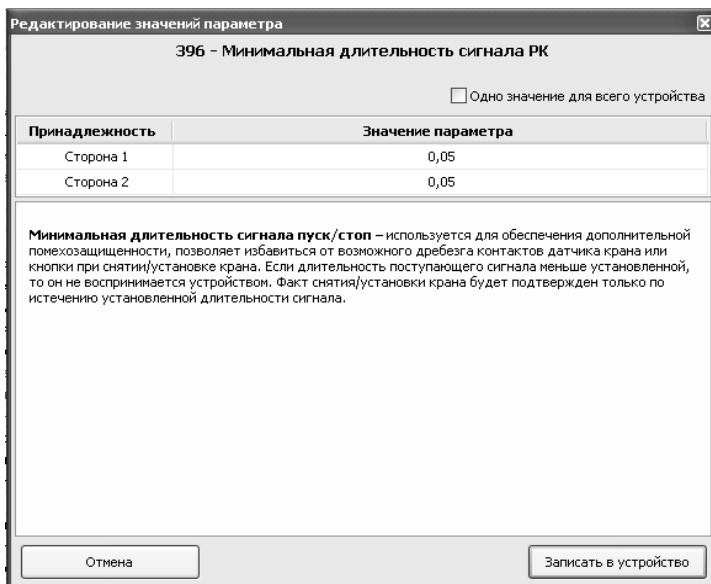 Редактирование значений параметра
396 - Минимальная длительность сигнала РК
Одно значение для всего устройства
Принадлежность Значение параметра
Сторона 1 0,05
Сторона 2 0,05
Минимальная длительность сигнала пуск/стоп – используется для обеспечения дополнительной
помехозащищенности, позволяет избавиться от возможного дребезга контактов датчика крана или
кнопки при снятии/установке крана. Если длительность поступающего сигнала меньше установленной,
то он не воспринимается устройством. Факт снятия/установки крана будет подтвержден только по
истечению установленной длительности сигнала.
Отмена Записать в устройство